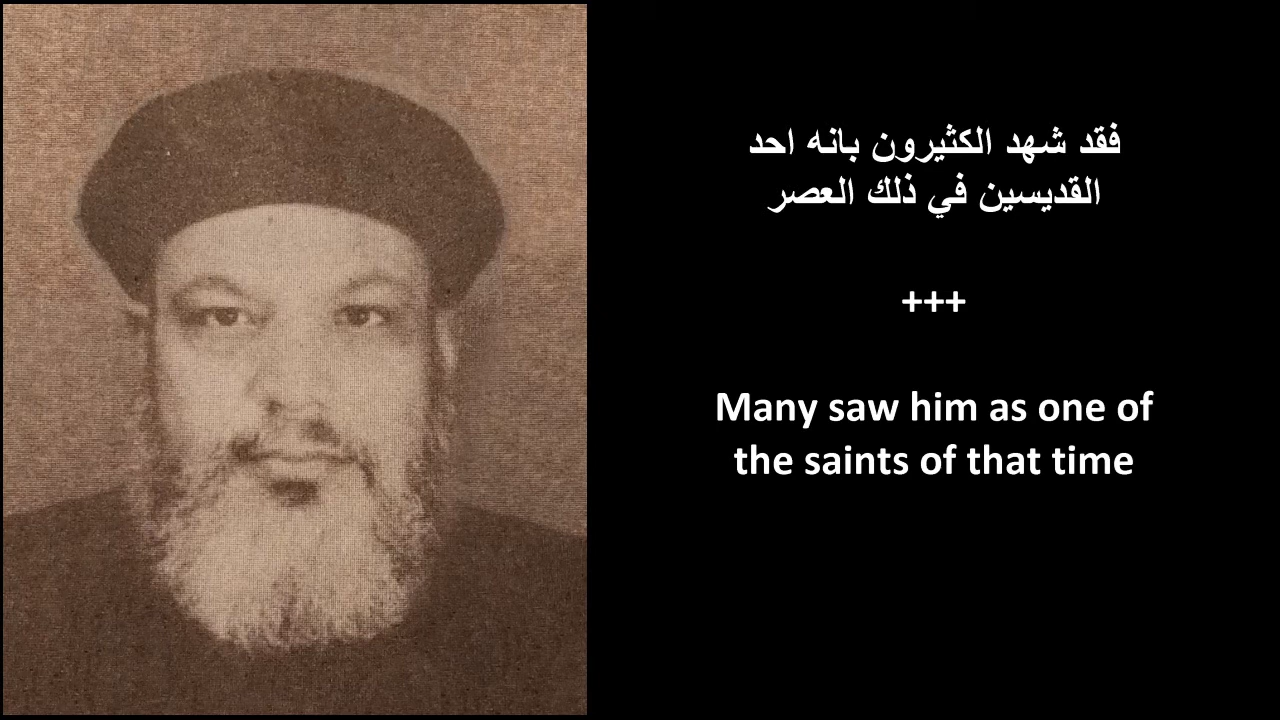 فقد شهد الكثيرون بانه احد
القديسين في ذلك العصر
+++
Many saw him as one of
the saints of that time